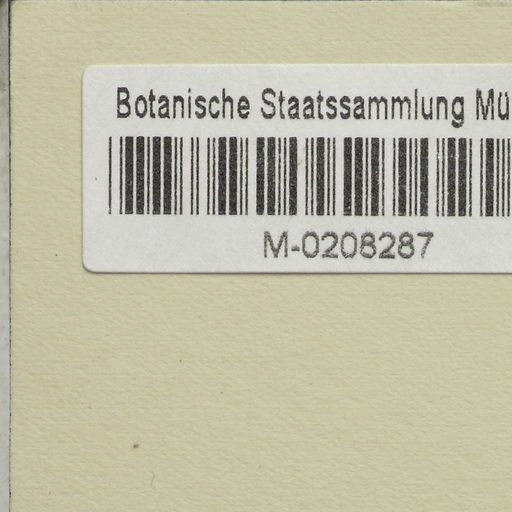 Botanische Staatssammlung Mü
M-0208287